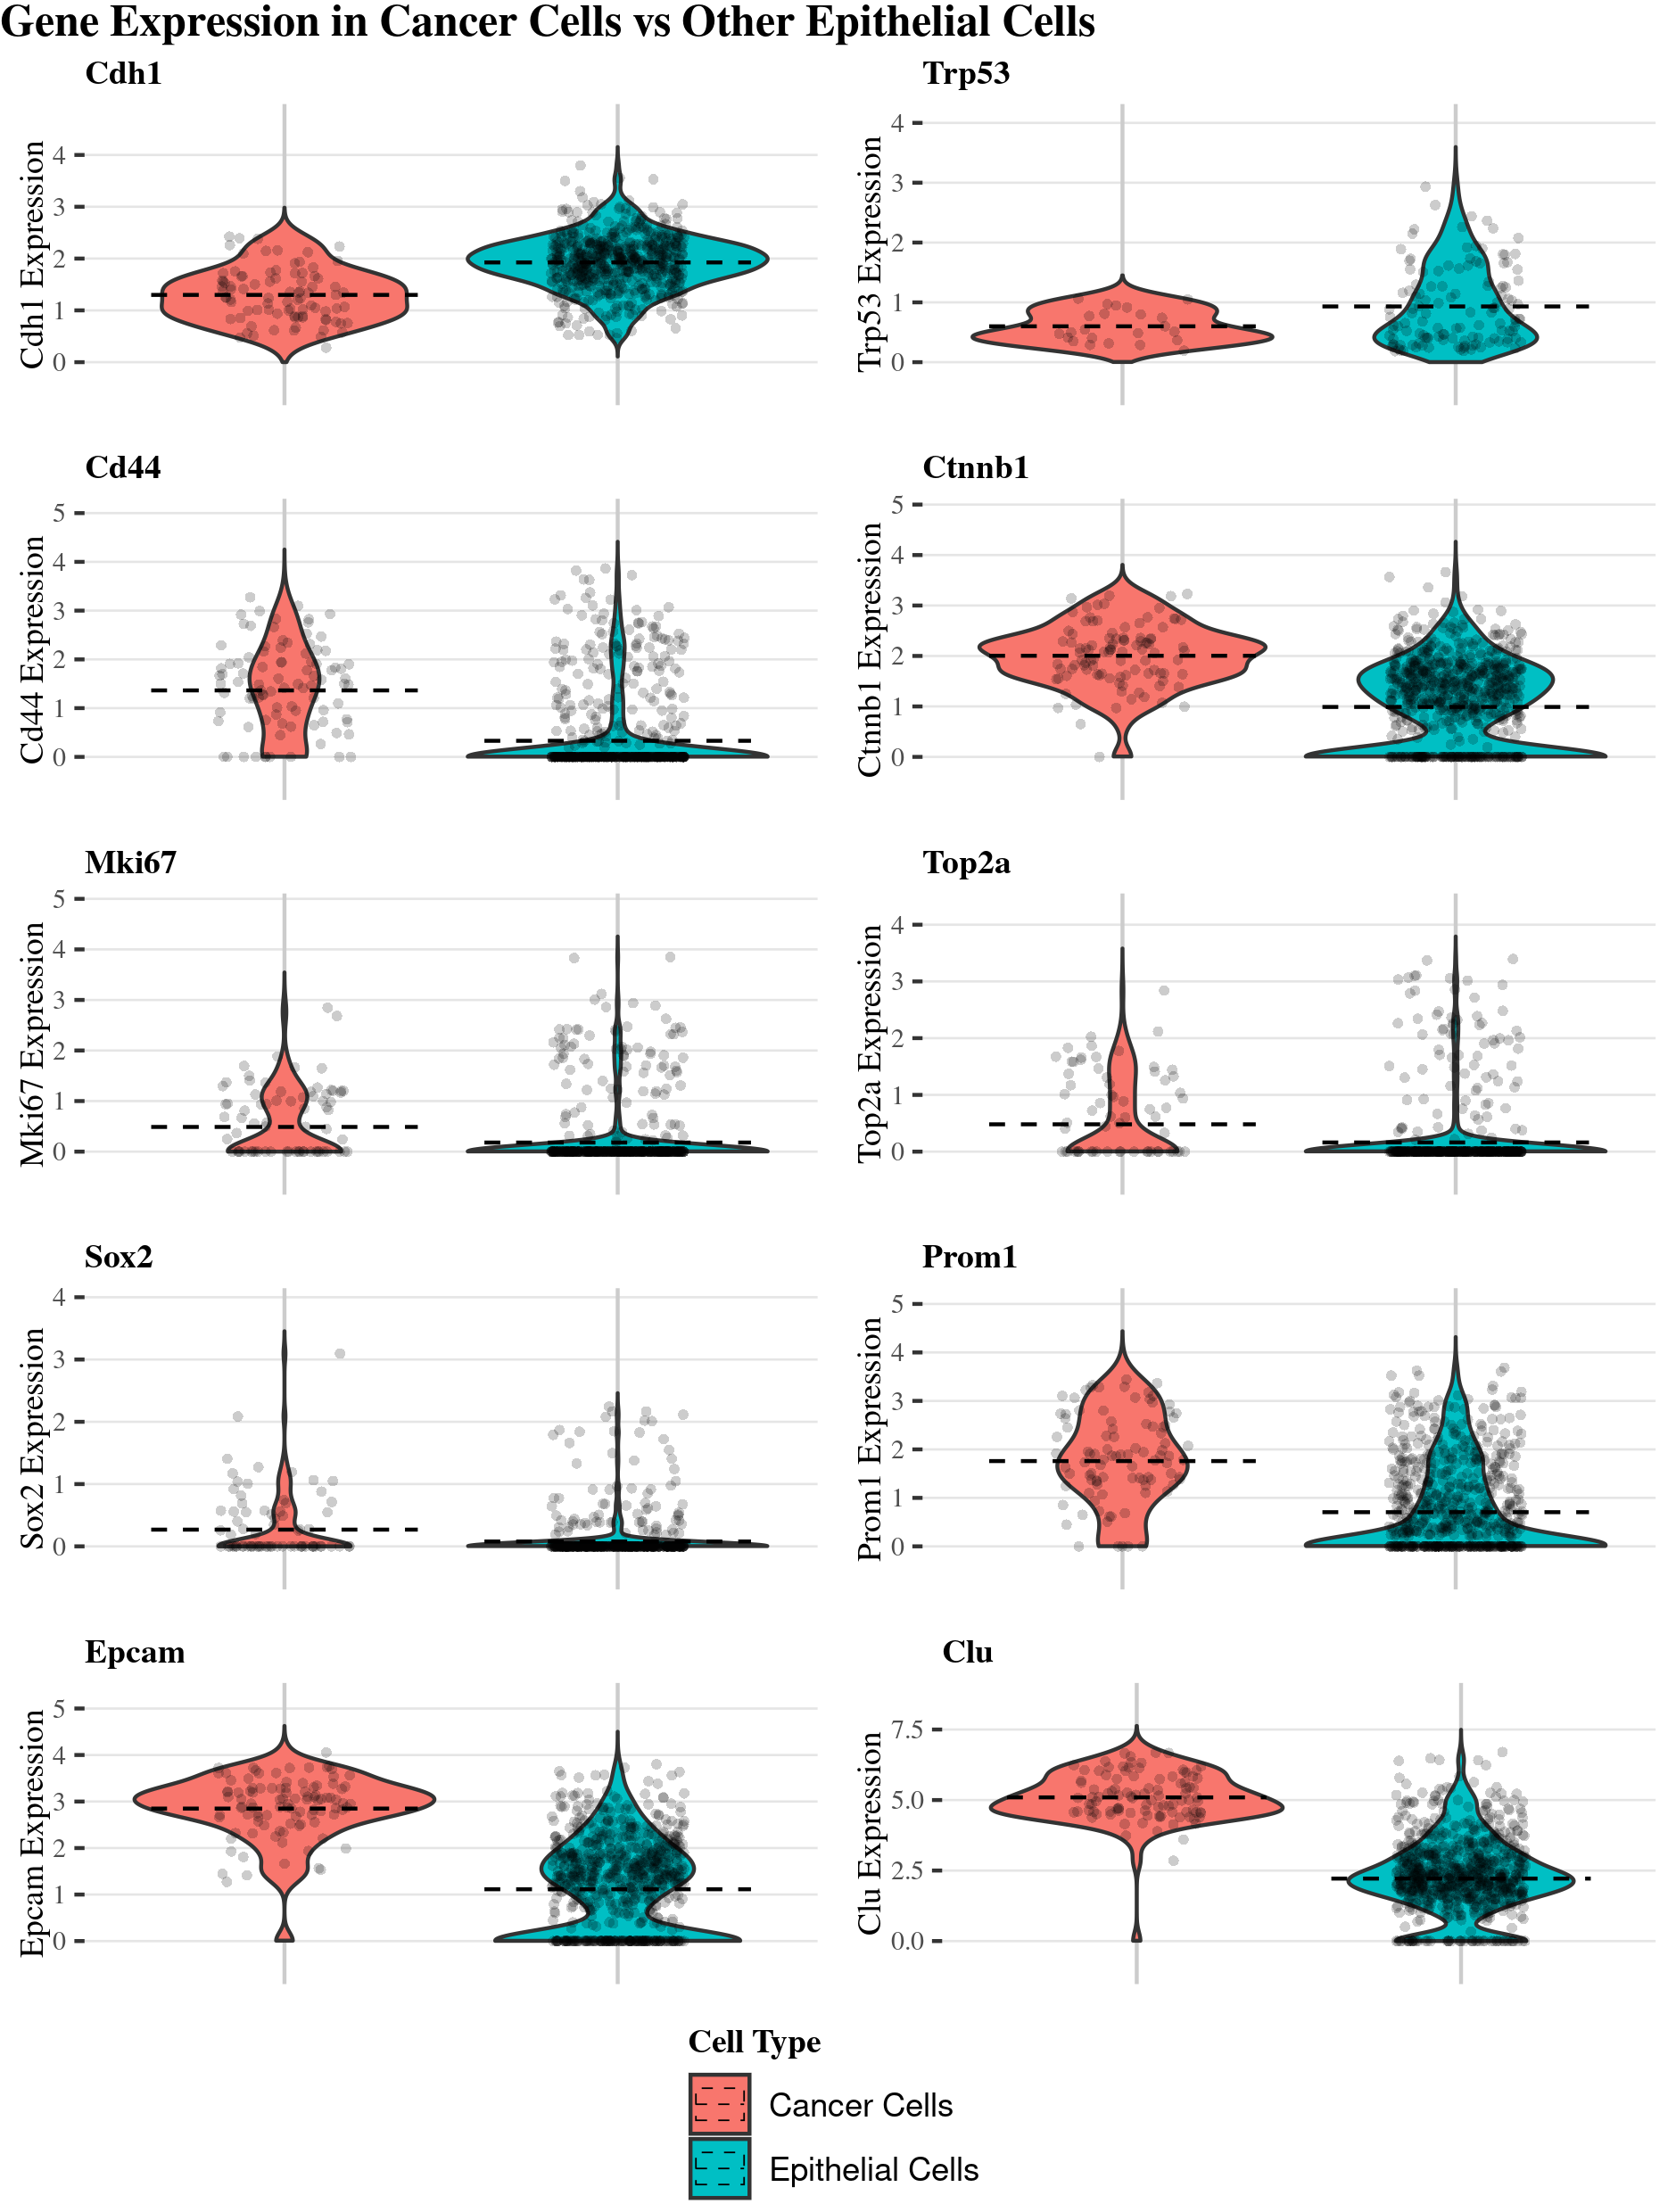 Gene Expression in Cancer Cells vs Other Epithelial Cells
Cdh1
Cdh1 Expression
4
3
2
1
0
Trp53
Trp53 Expression
4
3
2
1
0
Cd44
Cd44 Expression
5
4
3
2
1
0
Ctnnb1
Ctnnb1 Expression
5
4
3
2
1
0
Mki67
Mki67 Expression
5
4
3
2
1
0
Top2a
Top2a Expression
4
3
2
1
0
Sox2
Sox2 Expression
4
3
2
1
0
Prom1
Prom1 Expression
5
4
3
2
1
0
Epcam
Epcam Expression
5
4
3
2
1
0
Clu
Clu Expression
7.5
5.0
2.5
0.0
Cell Type
Cancer Cells
Epithelial Cells